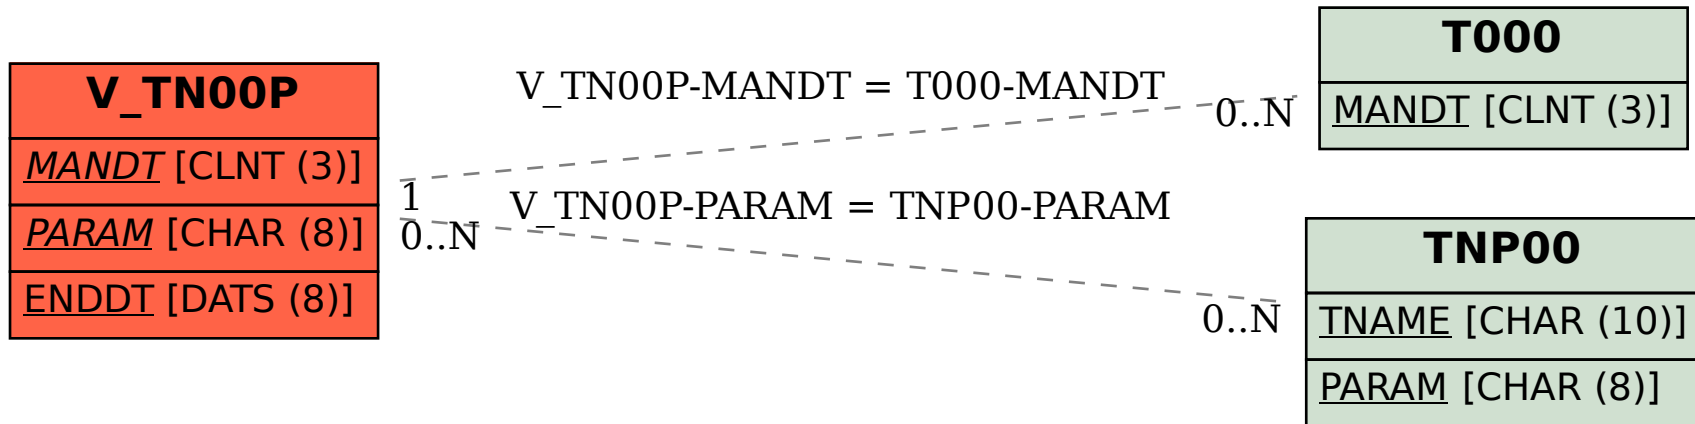 V_TN00P
MANDT [CLNT (3)]
PARAM [CHAR (8)]
ENDDT [DATS (8)]
V_TN00P-MANDT = T000-MANDT
0..N
1
V_TN00P-PARAM = TNP00-PARAM
0..N
0..N
T000
MANDT [CLNT (3)]
TNP00
TNAME [CHAR (10)]
PARAM [CHAR (8)]